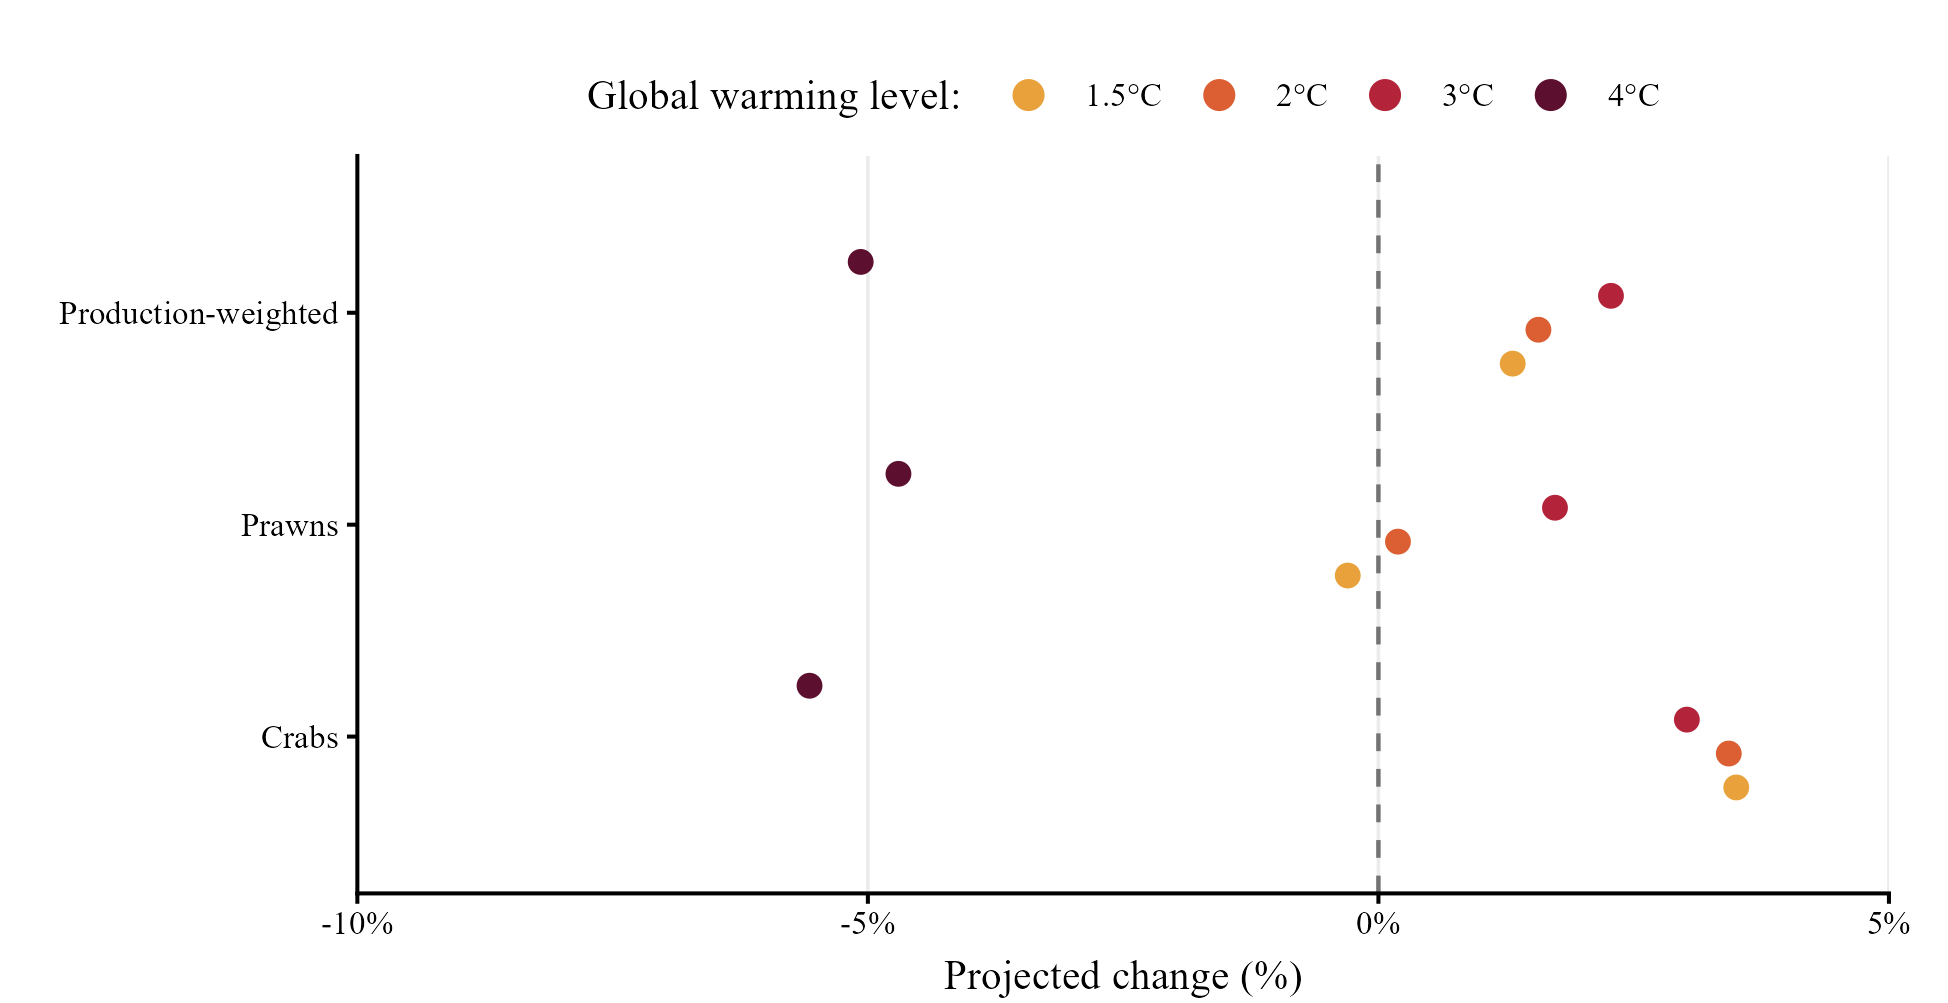 Global warming level: 1.5°C 2°C 3°C 4°C
Production-weighted
Prawns
Crabs
-10% -5% 0% 5%
Projected change (%)